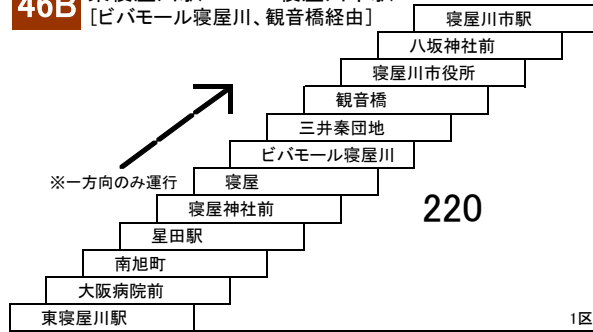 46B
[ビバモール寝屋川、観音橋経由]
寝屋川市駅
八坂神社前
寝屋川市役所
観音橋
三井秦団地
ビバモール寝屋川
※一方向のみ運行
寝屋
寝屋神社前
220
星田駅
南旭町
大阪病院前
東寝屋川駅
1区